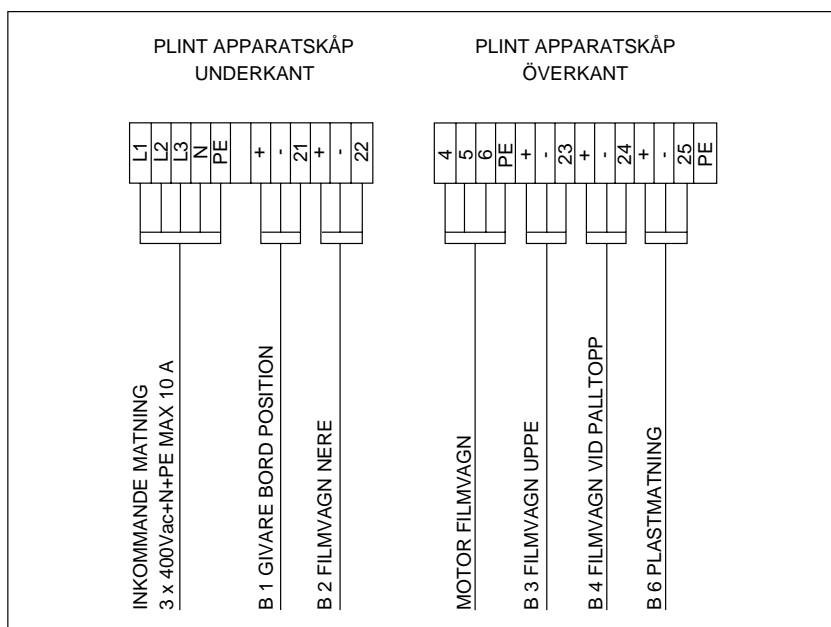 PLINT APPARATSKÅP
UNDERKANT
PLINT APPARATSKÅP
ÖVERKANT
L1
L2
L3
N
PE
+
-
21
+
-
22
4
5
6
PE
+
-
23
+
-
24
+
-
25
PE
INKOMMANDE MATNING
3 x 400Vac+N+PE MAX 10 A
B 1 GIVARE BORD POSITION
B 2 FILMVAGN NERE
MOTOR FILMVAGN
B 3 FILMVAGN UPPE
B 4 FILMVAGN VID PALLTOPP
B 6 PLASTMATNING